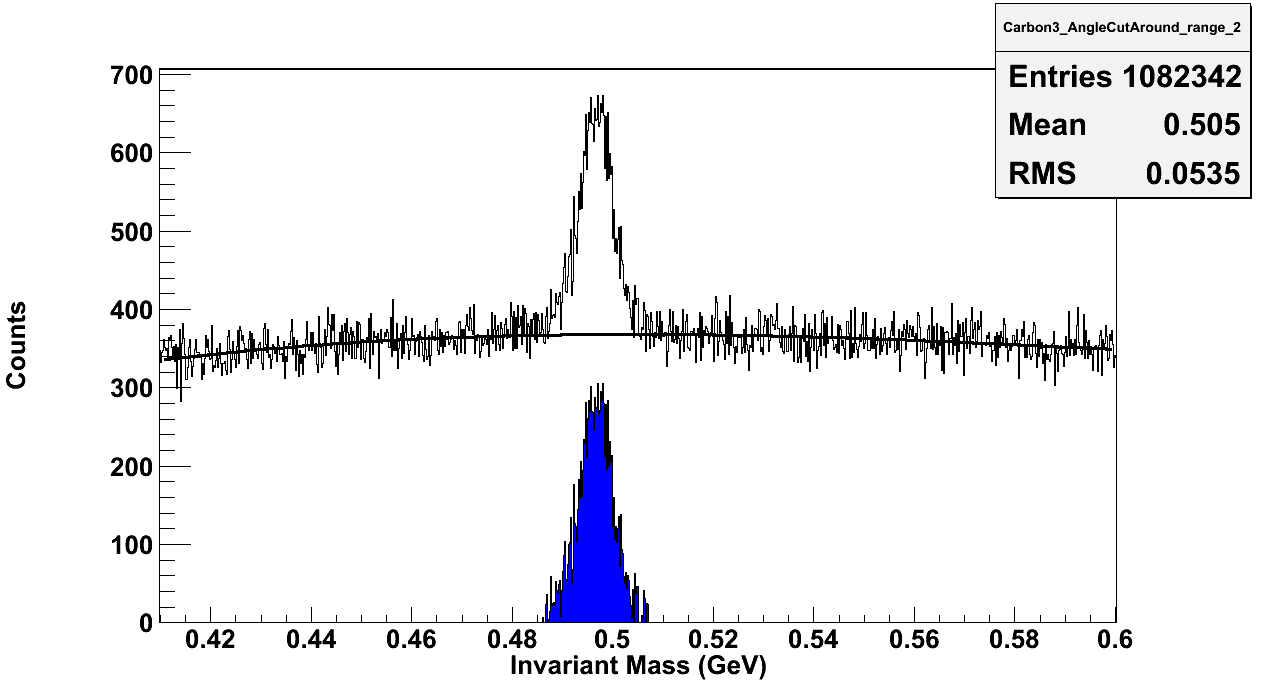 Carbon3_AngleCutAround_range_2
Entries 1082342
Mean 0.505
RMS 0.0535
700
600
500
400
300
200
100
0
Counts
0.42 0.44 0.46 0.48 0.5 0.52 0.54 0.56 0.58 0.6
Invariant Mass (GeV)